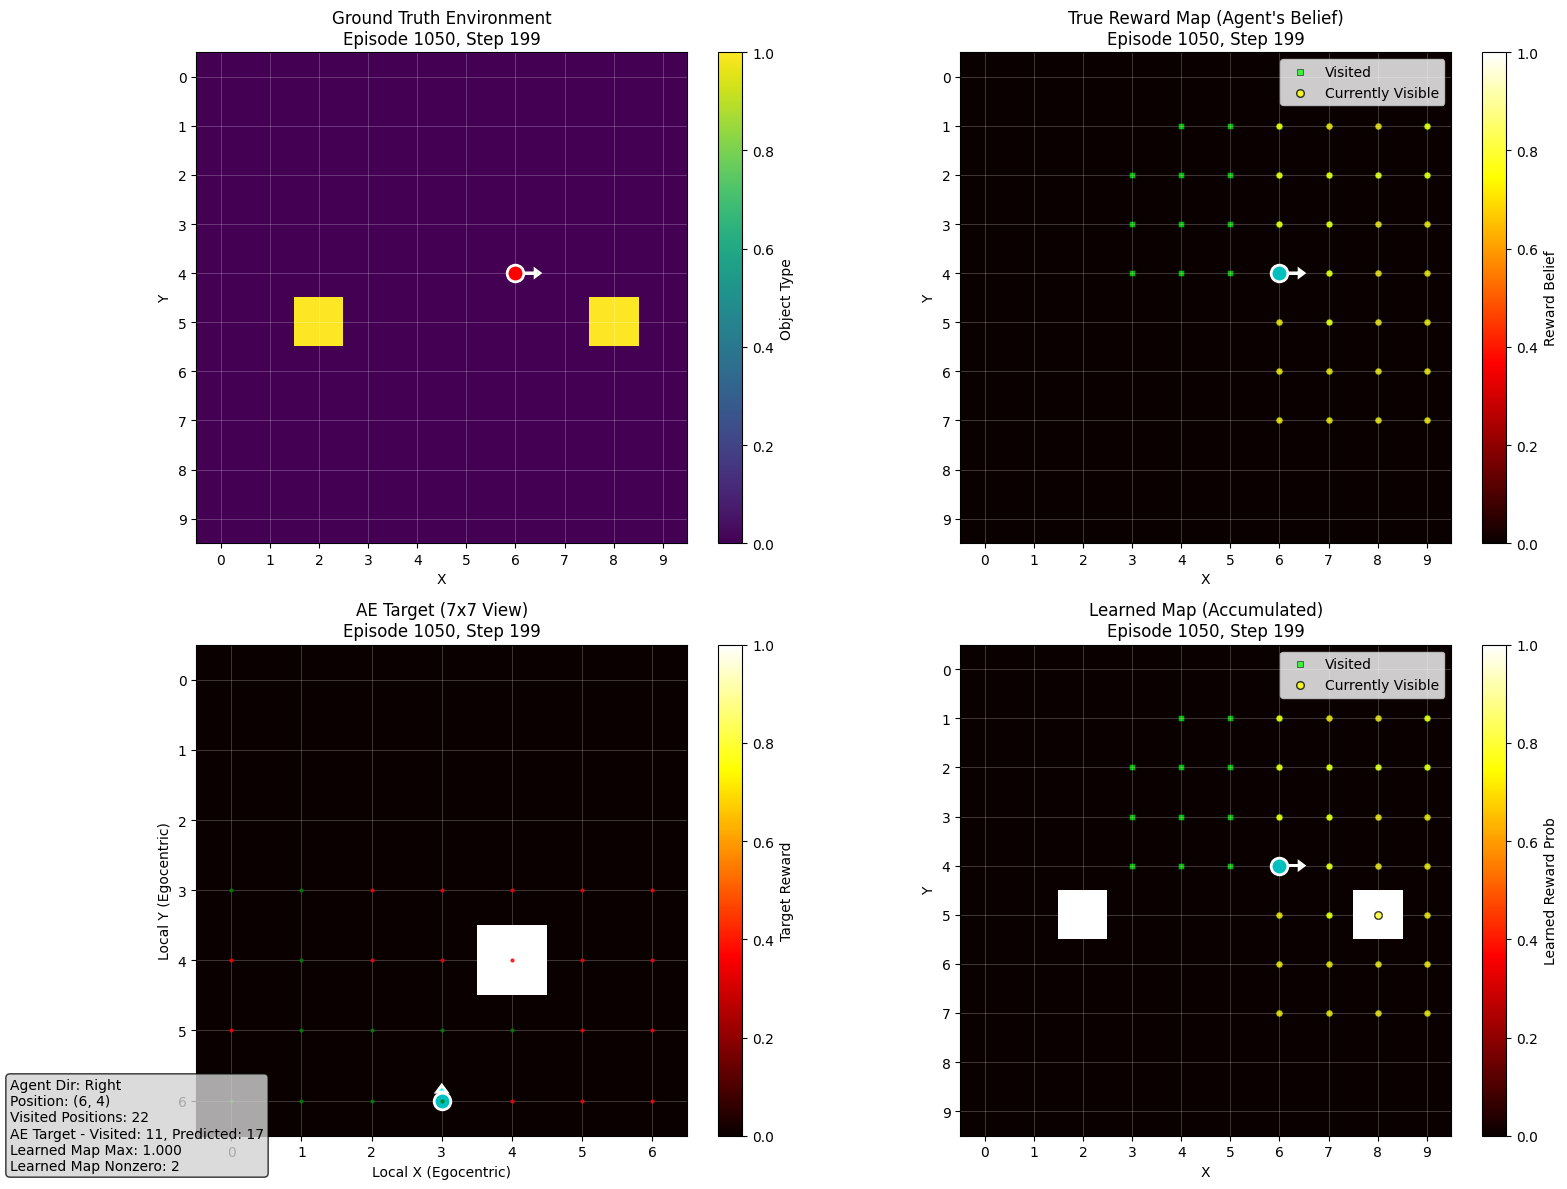 Ground Truth Environment
Episode 1050, Step 199
0
1
2
3
4
5
6
7
8
9
Y
0 1 2 3 4 5 6 7 8 9
X
1.0
0.8
0.6
0.4
0.2
0.0
Object Type
True Reward Map (Agent's Belief)
Episode 1050, Step 199
Visited
Currently Visible
0
1
2
3
4
5
6
7
8
9
Y
0 1 2 3 4 5 6 7 8 9
X
1.0
0.8
0.6
0.4
0.2
0.0
Reward Belief
AE Target (7x7 View)
Episode 1050, Step 199
0
1
2
3
4
5
6
Local Y (Egocentric)
0 1 2 3 4 5 6
Local X (Egocentric)
1.0
0.8
0.6
0.4
0.2
0.0
Target Reward
Agent Dir: Right
Position: (6, 4)
Visited Positions: 22
AE Target - Visited: 11, Predicted: 17
Learned Map Max: 1.000
Learned Map Nonzero: 2
Learned Map (Accumulated)
Episode 1050, Step 199
Visited
Currently Visible
0
1
2
3
4
5
6
7
8
9
Y
0 1 2 3 4 5 6 7 8 9
X
1.0
0.8
0.6
0.4
0.2
0.0
Learned Reward Prob